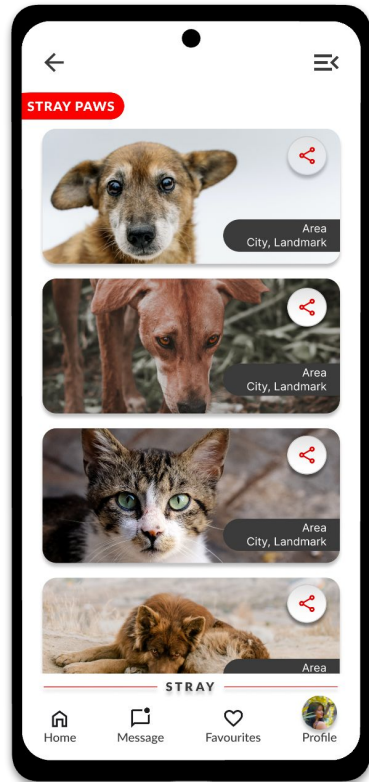 STRAY PAWS
Area
City, Landmark
Area
City, Landmark
Area
City, Landmark
Area
STRAY
Home
Message
Favourites
Profile